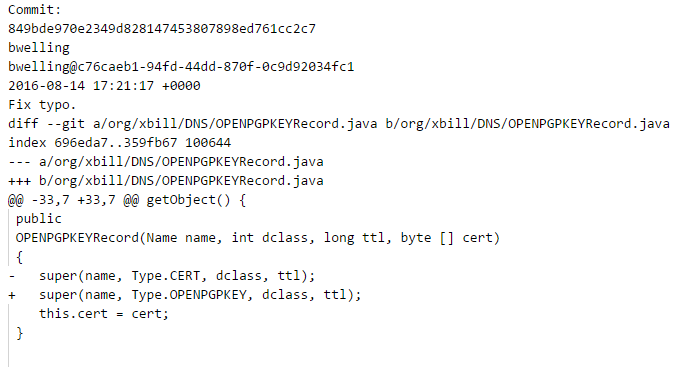 Commit:
849bde970e2349d828147453807898ed761cc2c7
bwelling
bwelling@c76caeb1-94fd-44dd-870f-0c9d92034fc1
2016-08-14 17:21:17 +0000
Fix typo.
diff --git a/org/xbill/DNS/OPENPGPKEYRecord.java b/org/xbill/DNS/OPENPGPKEYRecord.java
index 696eda7..359fb67 100644
--- a/org/xbill/DNS/OPENPGPKEYRecord.java
+++ b/org/xbill/DNS/OPENPGPKEYRecord.java
@@ -33,7 +33,7 @@ getObject() {
 public
 OPENPGPKEYRecord(Name name, int dclass, long ttl, byte [] cert)
 {
-   super(name, Type.CERT, dclass, ttl);
+   super(name, Type.OPENPGPKEY, dclass, ttl);
    this.cert = cert;
 }